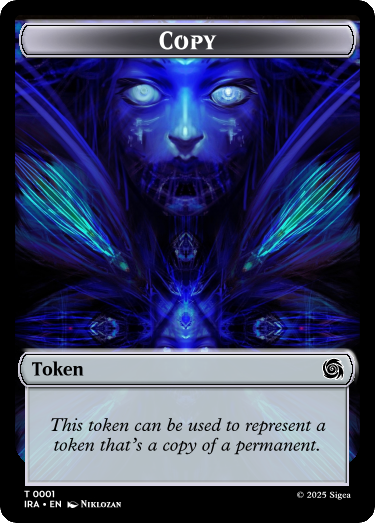 Copy
Token
This token can be used to represent a
token that's a copy of a permanent.
T 0001
IRA • EN Niklozan
© 2025 Sigea